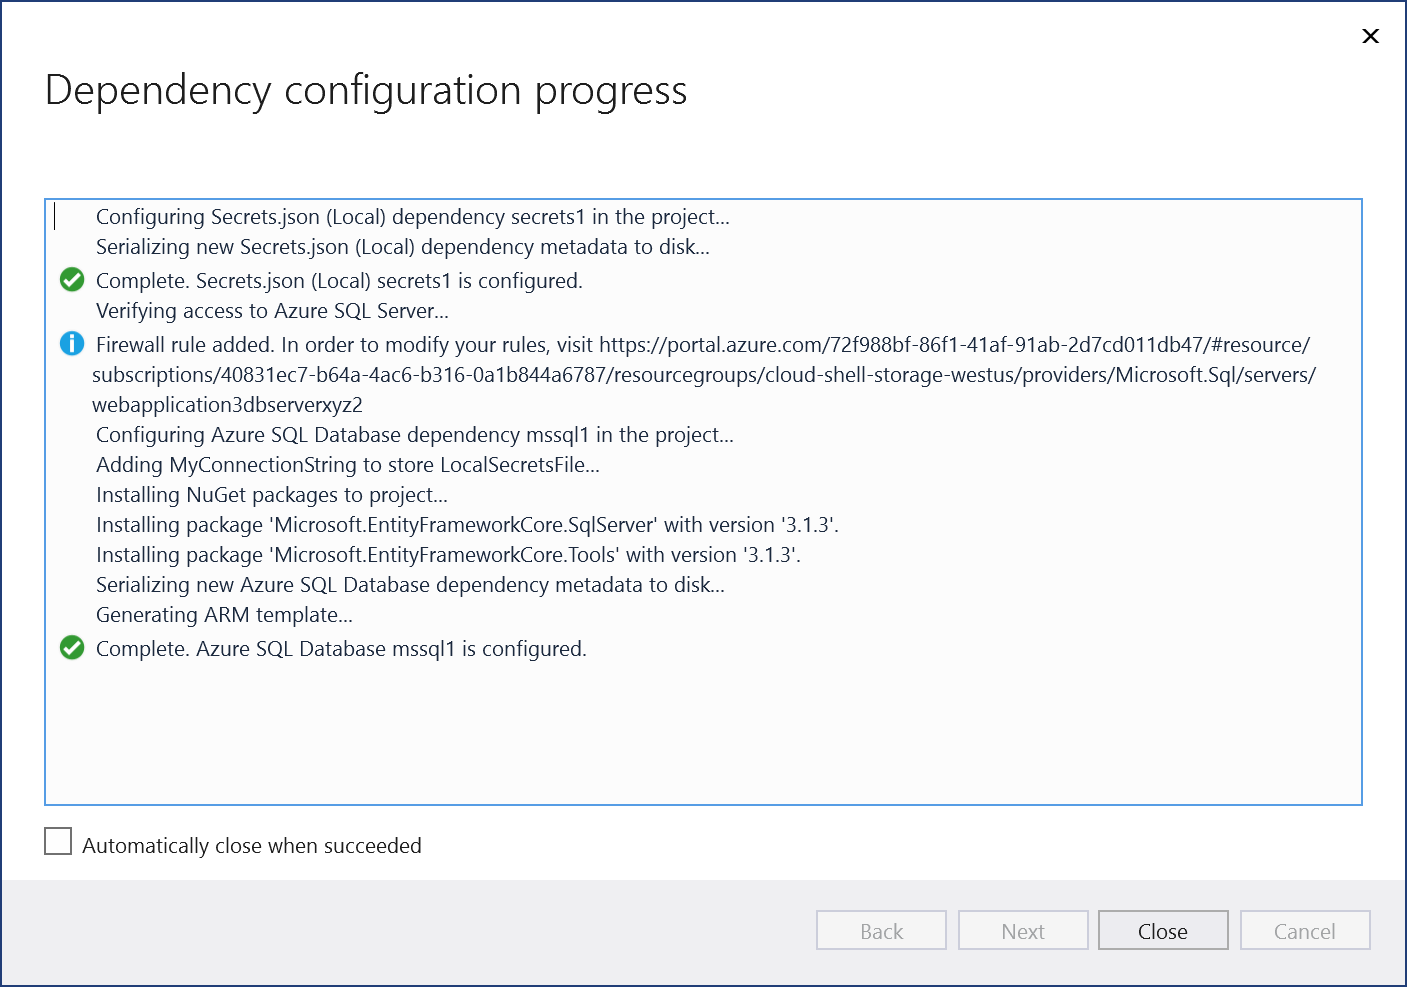 Dependency configuration progress
Configuring Secrets.json (Local) dependency secrets1 in the project...
Serializing new Secrets.json (Local) dependency metadata to disk...
Complete. Secrets.json (Local) secrets1 is configured.
Verifying access to Azure SQL Server...
Firewall rule added. In order to modify your rules, visit https://portal.azure.com/72f988bf-86f1-41af-91ab-2d7cd011db47/#resource/
subscriptions/40831ec7-b64a-4ac6-b316-0a1b844a6787/resourcegroups/cloud-shell-storage-westus/providers/Microsoft.Sql/servers/
webapplication3dbserverxyz2
Configuring Azure SQL Database dependency mssql1 in the project...
Adding MyConnectionString to store LocalSecretsFile...
Installing NuGet packages to project...
Installing package 'Microsoft.EntityFrameworkCore.SqlServer' with version '3.1.3'.
Installing package 'Microsoft.EntityFrameworkCore.Tools' with version '3.1.3'.
Serializing new Azure SQL Database dependency metadata to disk...
Generating ARM template...
Complete. Azure SQL Database mssql1 is configured.
Automatically close when succeeded
Back
Next
Close
Cancel